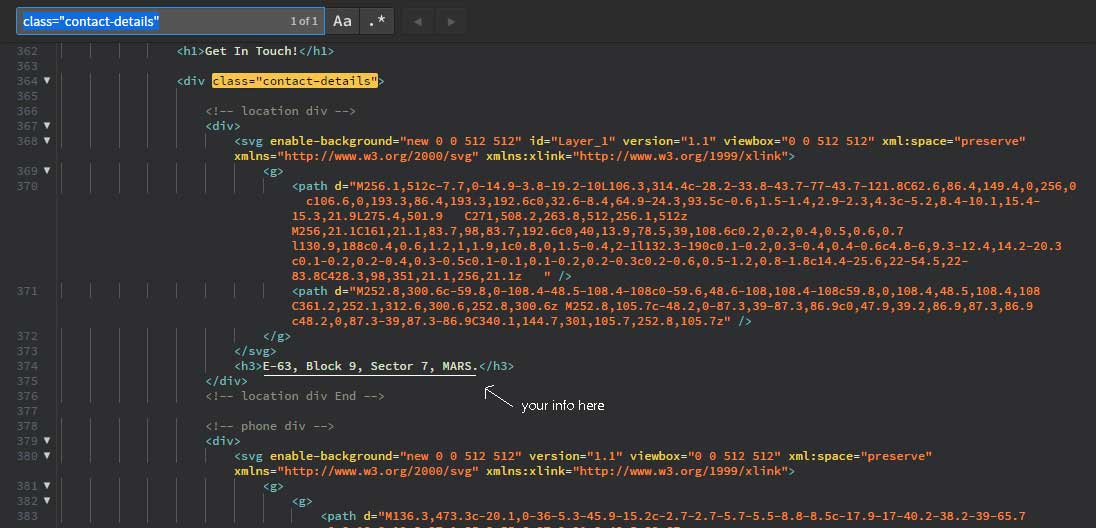 class="contact-details" 1 of 1 Aa .*
362 <h1>Get In Touch!</h1>
363
364 <div class="contact-details">
365
366 <!-- location div -->
367 <div>
368 <svg enable-background="new 0 0 512 512" id="Layer_1" version="1.1" viewbox="0 0 512 512" xml:space="preserve"
xmlns="http://www.w3.org/2000/svg" xmlns:xlink="http://www.w3.org/1999/xlink">
369 <g>
370 <path d="M256.1,512c-7.7,0-14.9-3.8-19.2-10L106.3,314.4c-28.2-33.8-43.7-77-43.7-121.8C62.6,86.4,149.4,0,256,0
c106.6,0,193.3,86.4,193.3,192.6c0,32.6-8.4,64.9-24.3,93.5c-0.6,1.5-1.4,2.9-2.3,4.3c-5.2,8.4-10.1,15.4-
15.3,21.9L275.4,501.9 C271,508.2,263.8,512,256.1,512z
M256,21.1C161,21.1,83.7,98,83.7,192.6c0,40,13.9,78.5,39,108.6c0.2,0.2,0.4,0.5,0.6,0.7
l130.9,188c0.4,0.6,1.2,1,1.9,1c0.8,0,1.5-0.4,2-1l132.3-190c0.1-0.2,0.3-0.4,0.4-0.6c4.8-6,9.3-12.4,14.2-20.3
c0.1-0.2,0.2-0.4,0.3-0.5c0.1-0.1,0.1-0.2,0.2-0.3c0.2-0.6,0.5-1.2,0.8-1.8c14.4-25.6,22-54.5,22-
83.8C428.3,98,351,21.1,256,21.1z " />
371 <path d="M252.8,300.6c-59.8,0-108.4-48.5-108.4-108c0-59.6,48.6-108,108.4-108c59.8,0,108.4,48.5,108.4,108
C361.2,252.1,312.6,300.6,252.8,300.6z M252.8,105.7c-48.2,0-87.3,39-87.3,86.9c0,47.9,39.2,86.9,87.3,86.9
c48.2,0,87.3-39,87.3-86.9C340.1,144.7,301,105.7,252.8,105.7z" />
372 </g>
373 </svg>
374 <h3>E-63, Block 9, Sector 7, MARS.</h3>
375 </div>
376 <!-- location div End -->
your info here
377
378 <!-- phone div -->
379 <div>
380 <svg enable-background="new 0 0 512 512" version="1.1" viewbox="0 0 512 512" xml:space="preserve"
xmlns="http://www.w3.org/2000/svg" xmlns:xlink="http://www.w3.org/1999/xlink">
381 <g>
382 <g>
383 <path d="M136.3,473.3c-20.1,0-36-5.3-45.9-15.2c-2.7-2.7-5.7-5.5-8.8-8.5c-17.9-17-40.2-38.2-39-65.7